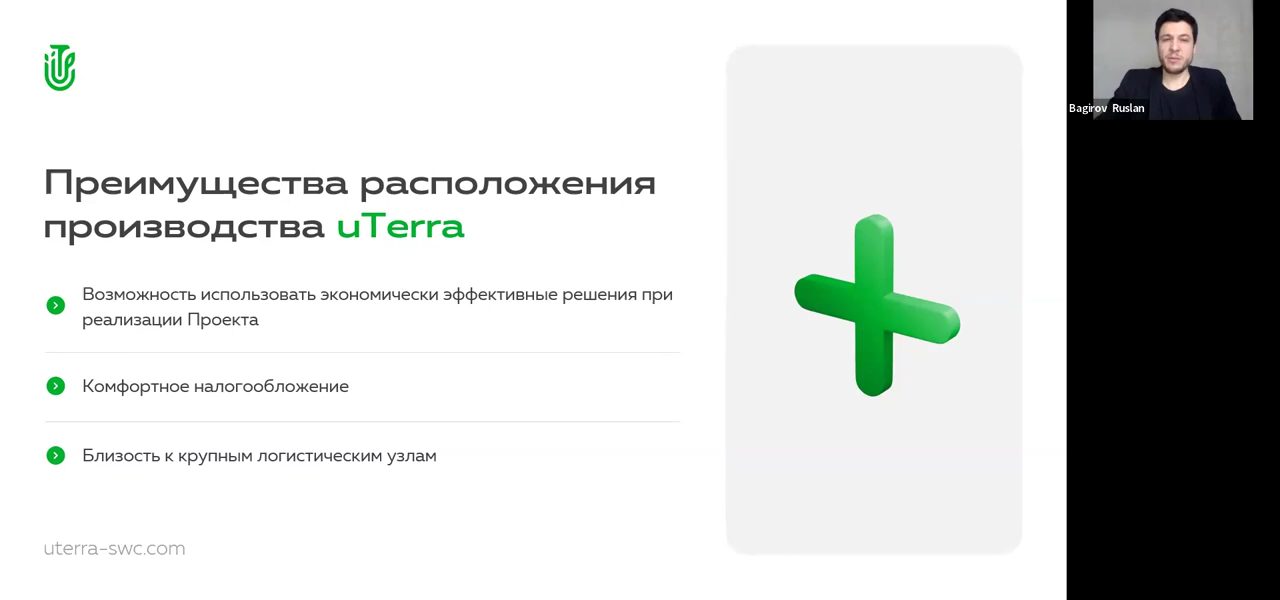 Преимущества расположения
производства uTerra
Возможность использовать экономически эффективные решения при
реализации Проекта
Комфортное налогообложение
Близость к крупным логистическим узлам
uterra-swc.com
Bagirov Ruslan